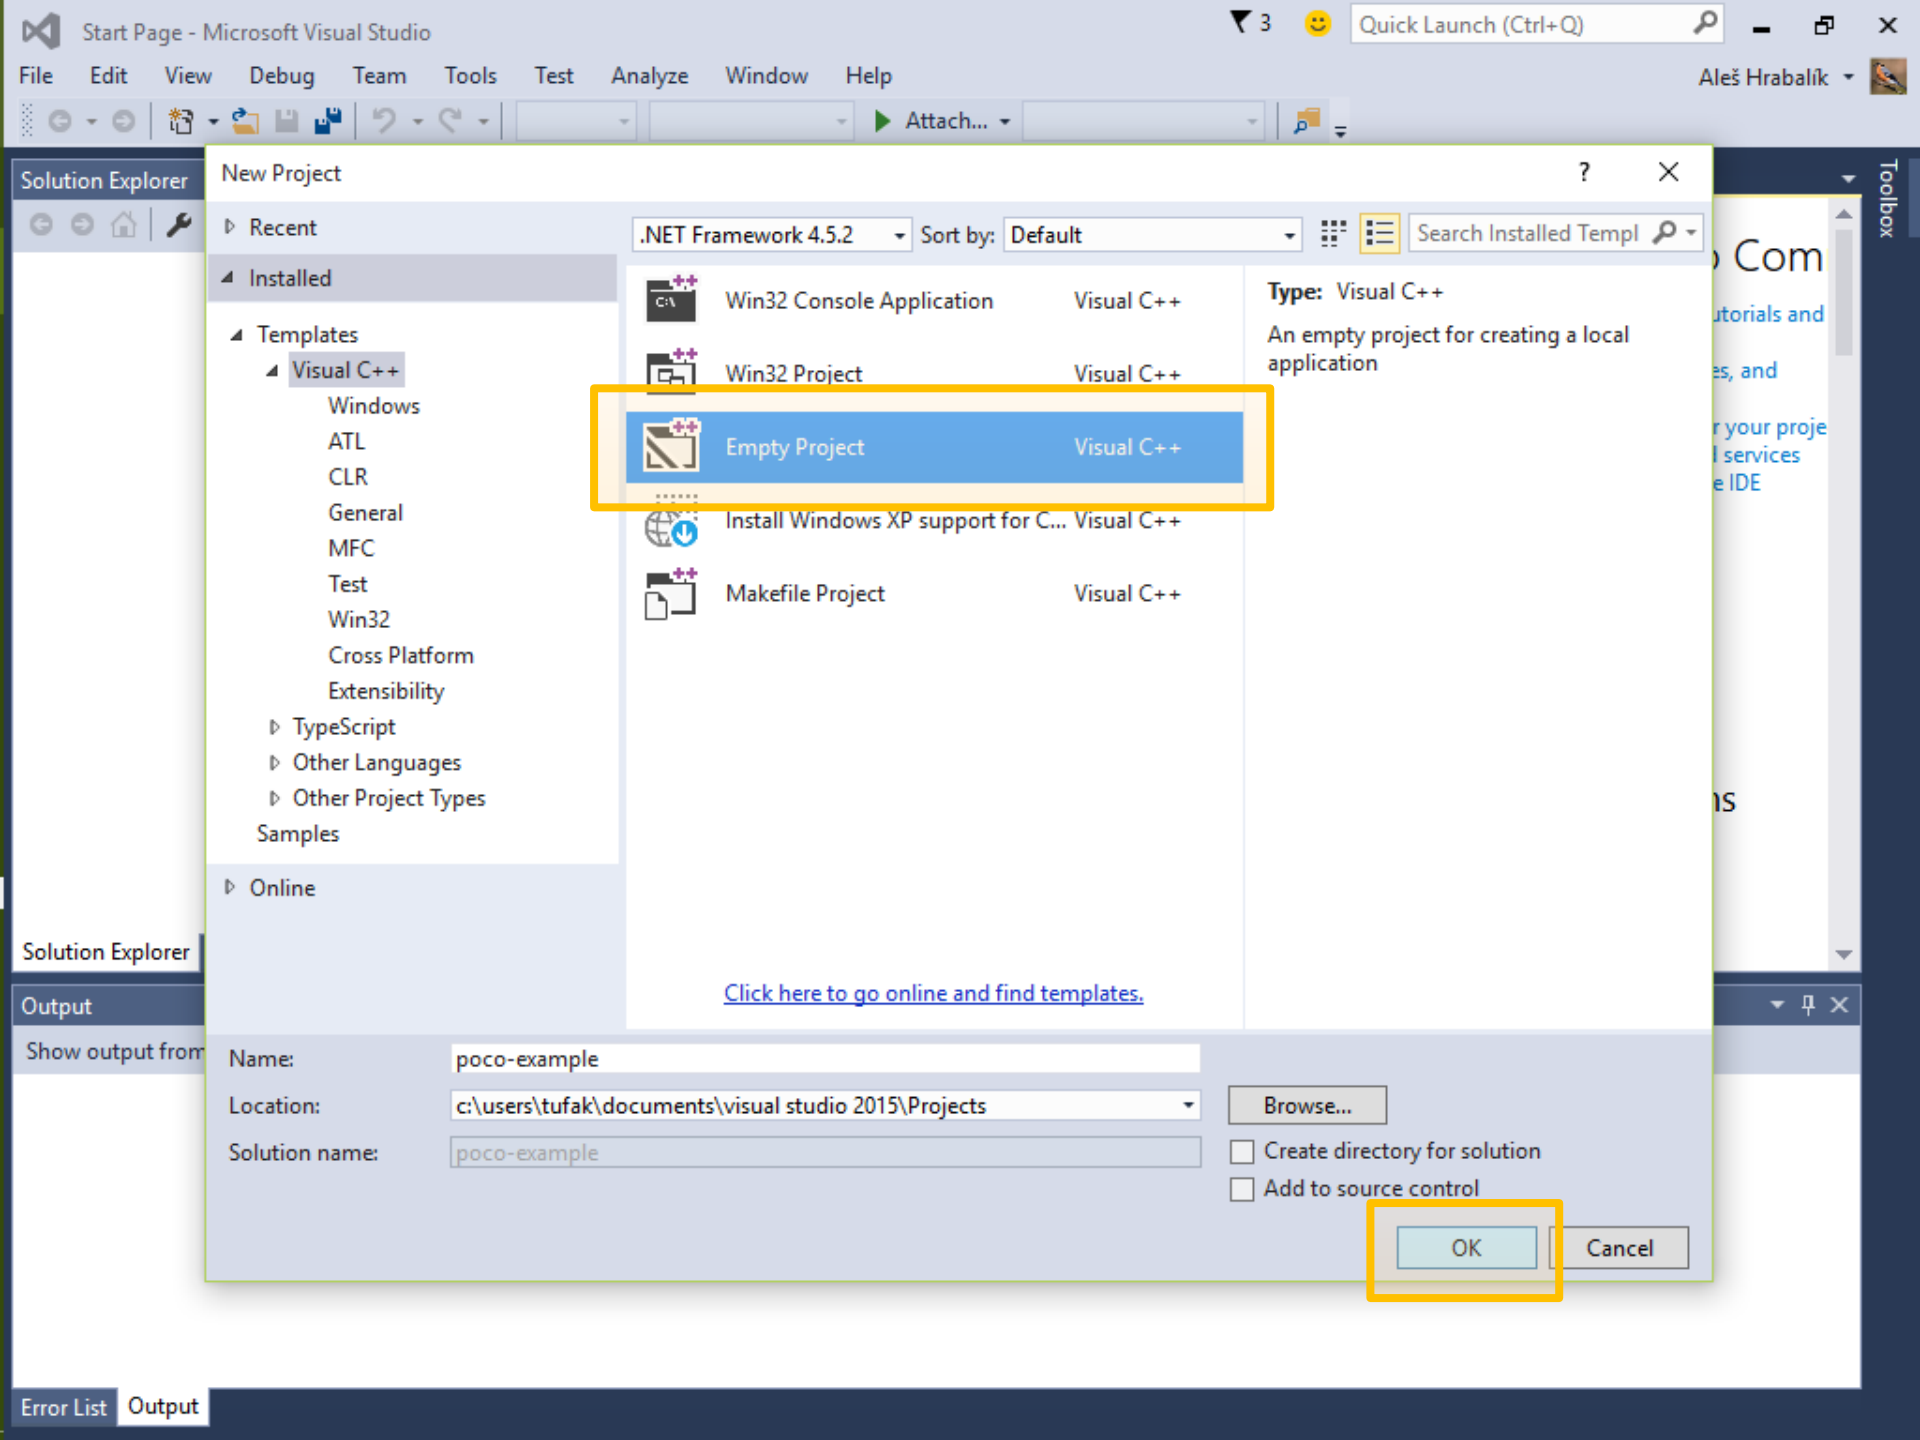 Start Page - Microsoft Visual Studio
3
Quick Launch (Ctrl+Q)
File Edit View Debug Team Tools Test Analyze Window Help
Aleš Hrabalík
Attach...
Solution Explorer
Toolbox
New Project
?
Recent
.NET Framework 4.5.2
Sort by: Default
Search Installed Templ
Installed
Templates
Visual C++
Windows
ATL
CLR
General
MFC
Test
Win32
Cross Platform
Extensibility
TypeScript
Other Languages
Other Project Types
Samples
Online
Win32 Console Application Visual C++
Win32 Project Visual C++
Empty Project Visual C++
Install Windows XP support for C... Visual C++
Makefile Project Visual C++
Click here to go online and find templates.
Type: Visual C++
An empty project for creating a local
application
Com
utorials and
es, and
r your proje
services
e IDE
ns
Solution Explorer
Output
Show output from
Name: poco-example
Location: c:\users\tufak\documents\visual studio 2015\Projects
Browse...
Solution name: poco-example
Create directory for solution
Add to source control
OK
Cancel
Error List Output